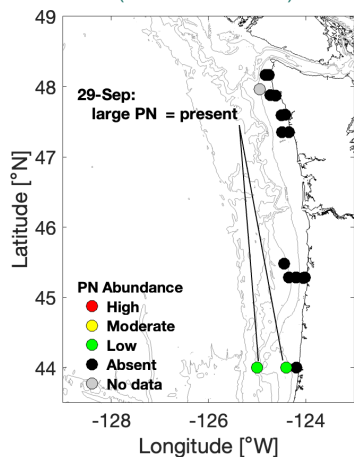 49
48
47
46
45
44
Latitude [°N]
29-Sep:
large PN = present
PN Abundance
High
Moderate
Low
Absent
No data
-128
-126
-124
-122
Longitude [°W]